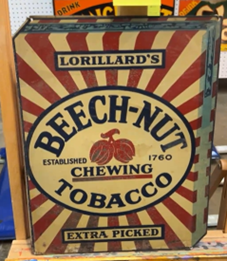 DRINK
LORILLARD'S
BEECH-NUT
ESTABLISHED 1760
CHEWING
TOBACCO
EXTRA PICKED